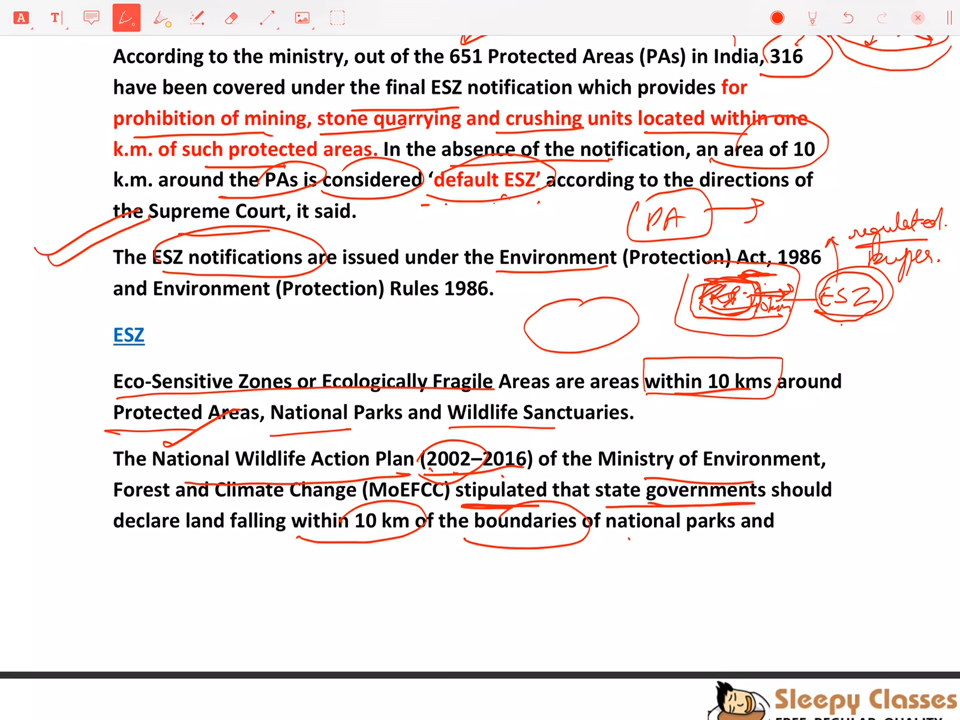 According to the ministry, out of the 651 Protected Areas (PAs) in India, 316
have been covered under the final ESZ notification which provides for
prohibition of mining, stone quarrying and crushing units located within one
k.m. of such protected areas. In the absence of the notification, an area of 10
k.m. around the PAs is considered ‘default ESZ’ according to the directions of
the Supreme Court, it said.
PA
regulated
buffer.
The ESZ notifications are issued under the Environment (Protection) Act, 1986
and Environment (Protection) Rules 1986.
ESZ
ESZ
Eco-Sensitive Zones or Ecologically Fragile Areas are areas within 10 kms around
Protected Areas, National Parks and Wildlife Sanctuaries.
The National Wildlife Action Plan (2002–2016) of the Ministry of Environment,
Forest and Climate Change (MoEFCC) stipulated that state governments should
declare land falling within 10 km of the boundaries of national parks and
Sleepy Classes
FREE. REGULAR. QUALITY